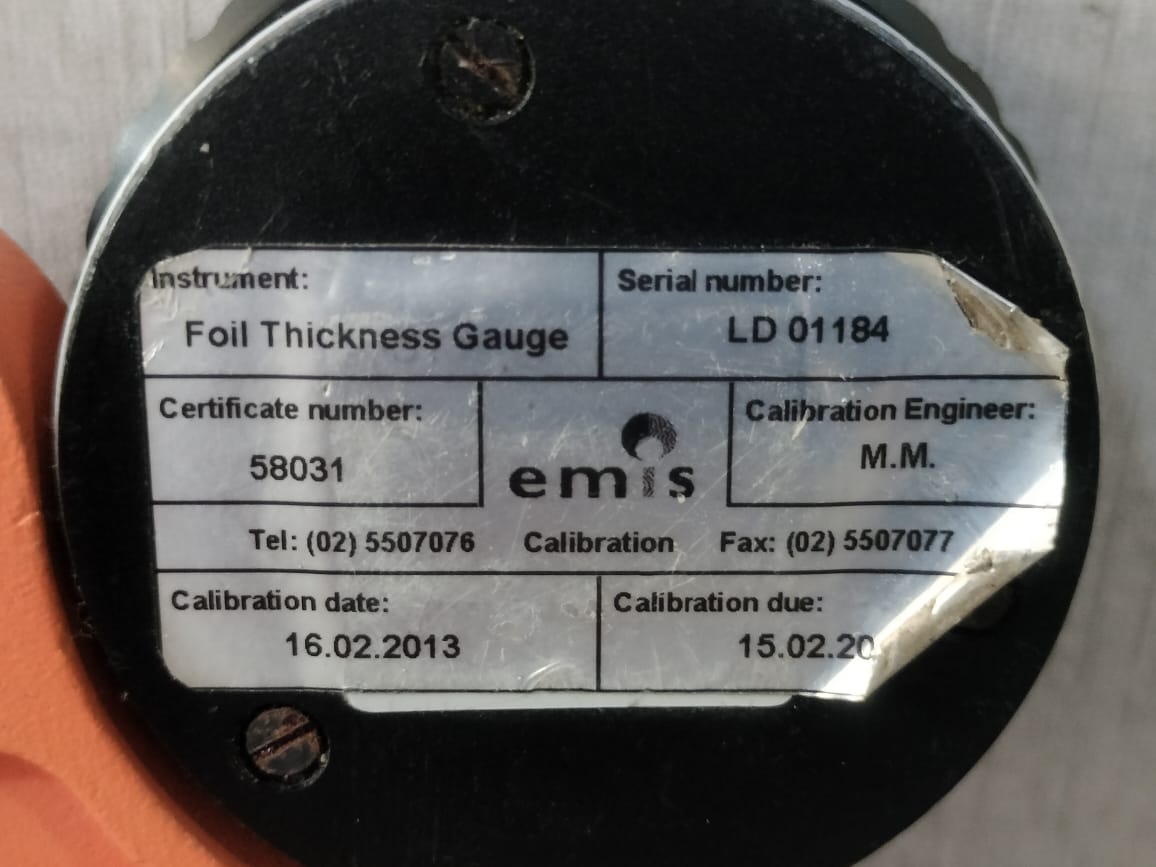 Instrument:
Foil Thickness Gauge
Serial number:
LD 01184
Certificate number:
58031
emis
Calibration Engineer:
M.M.
Tel: (02) 5507076 Calibration Fax: (02) 5507077
Calibration date:
16.02.2013
Calibration due:
15.02.20